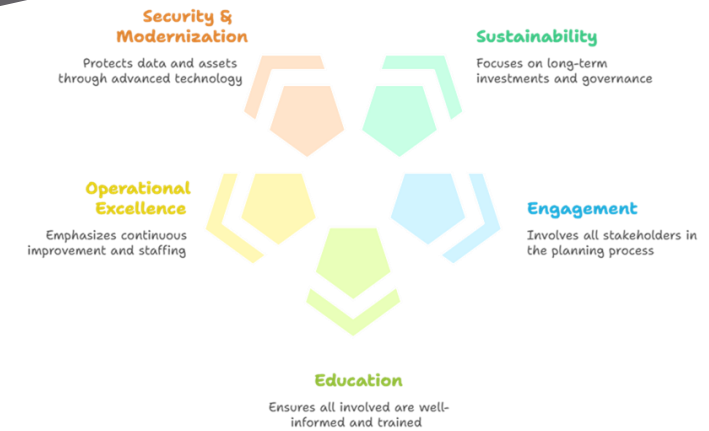 Security &
Modernization
Protects data and assets
through advanced technology
Sustainability
Focuses on long-term
investments and governance
Operational
Excellence
Emphasizes continuous
improvement and staffing
Engagement
Involves all stakeholders in
the planning process
Education
Ensures all involved are well-
informed and trained